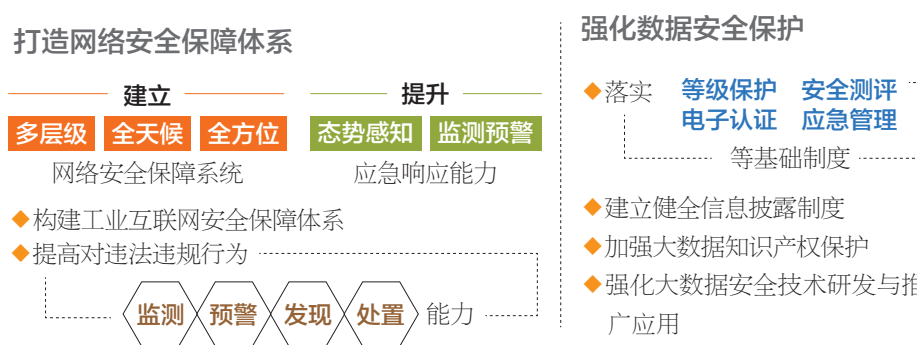 打造网络安全保障体系
建立
多层级 全天候 全方位
网络安全保障系统
提升
态势感知 监测预警
应急响应能力
◆构建工业互联网安全保障体系
◆提高对违法违规行为
监测 预警 发现 处置 能力
强化数据安全保护
◆落实 等级保护 安全测评
电子认证 应急管理
等基础制度
◆建立健全信息披露制度
◆加强大数据知识产权保护
◆强化大数据安全技术研发与推
广应用